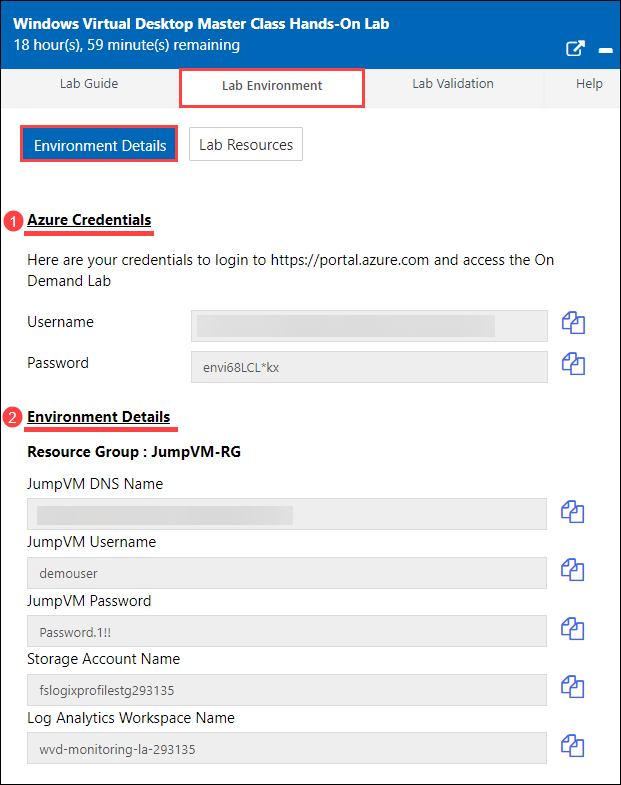 Windows Virtual Desktop Master Class Hands-On Lab
18 hour(s), 59 minute(s) remaining
Lab Guide Lab Environment Lab Validation Help
Environment Details Lab Resources
1 Azure Credentials
Here are your credentials to login to https://portal.azure.com and access the On
Demand Lab
Username
Password envi68LCL*kx
2 Environment Details
Resource Group : JumpVM-RG
JumpVM DNS Name
JumpVM Username
demouser
JumpVM Password
Password.1!!
Storage Account Name
fslogixprofilestg293135
Log Analytics Workspace Name
wvd-monitoring-la-293135